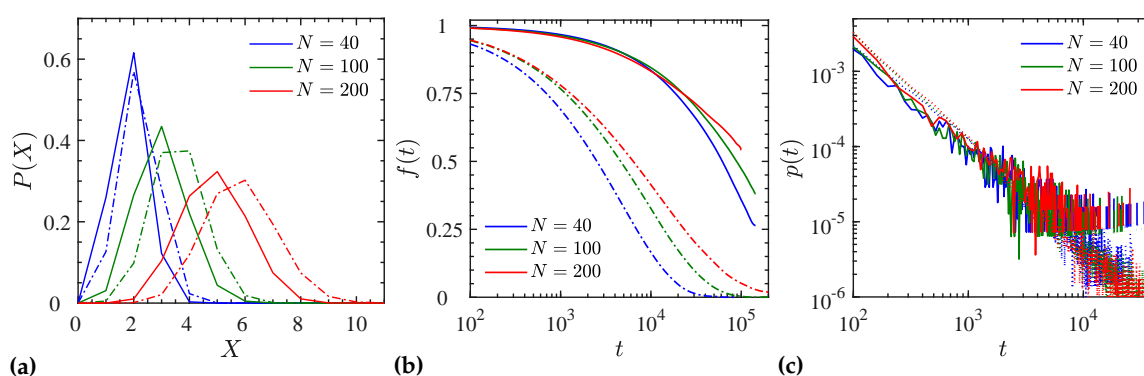 0.6
0.4
0.2
0
P(X)
0 2 4 6 8 10
X
N = 40
N = 100
N = 200
(a)
1
0.75
0.5
0.25
0
f(t)
10^2 10^3 10^4 10^5
t
N = 40
N = 100
N = 200
(b)
10^-3
10^-4
10^-5
10^-6
p(t)
10^2 10^3 10^4
t
N = 40
N = 100
N = 200
(c)